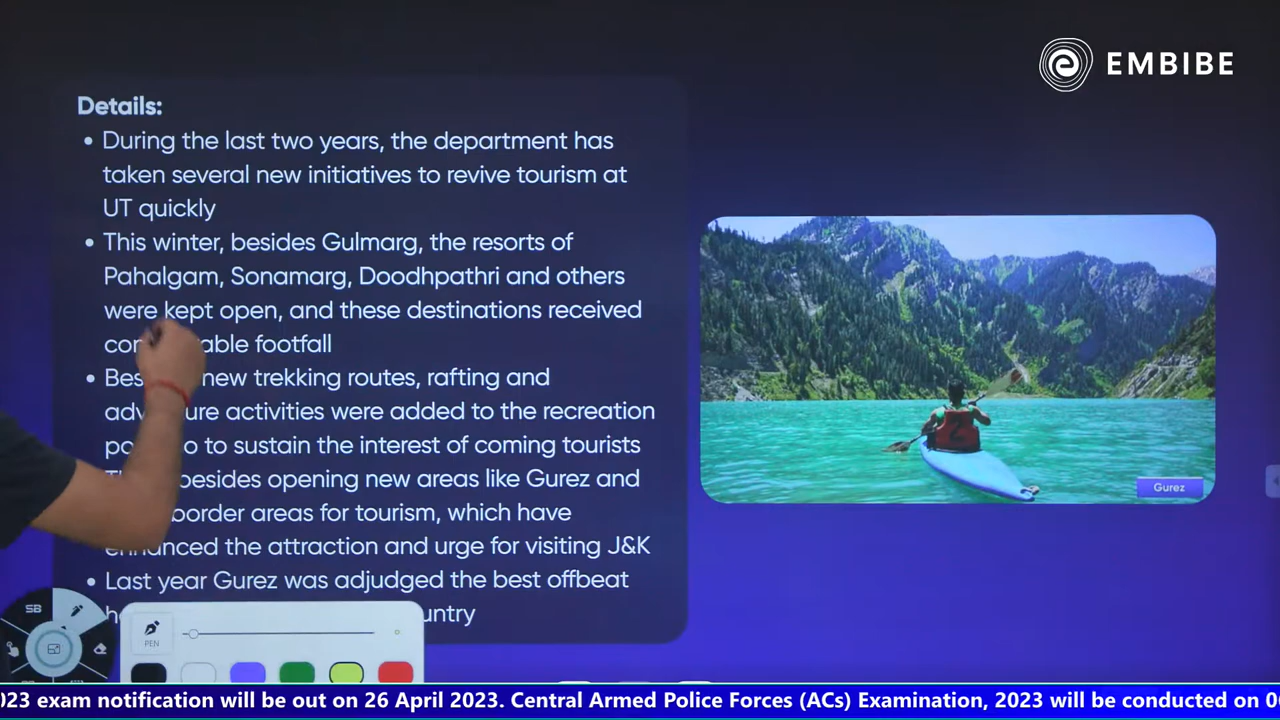 EMBIBE
Details:
• During the last two years, the department has
taken several new initiatives to revive tourism at
UT quickly
• This winter, besides Gulmarg, the resorts of
Pahalgam, Sonamarg, Doodhpathri and others
were kept open, and these destinations received
footfall
• new trekking routes, rafting and
activities were added to the recreation
to sustain the interest of coming tourists
besides opening new areas like Gurez and
border areas for tourism, which have
enhanced the attraction and urge for visiting J&K
• Last year Gurez was adjudged the best offbeat
Gurez
SB
PEN
exam notification will be out on 26 April 2023. Central Armed Police Forces (ACs) Examination, 2023 will be conducted on